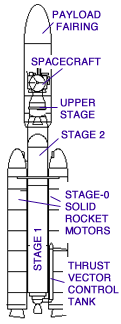 PAYLOAD
FAIRING
SPACECRAFT
UPPER
STAGE
STAGE 2
STAGE-0
SOLID
ROCKET
MOTORS
STAGE 1
THRUST
VECTOR
CONTROL
TANK